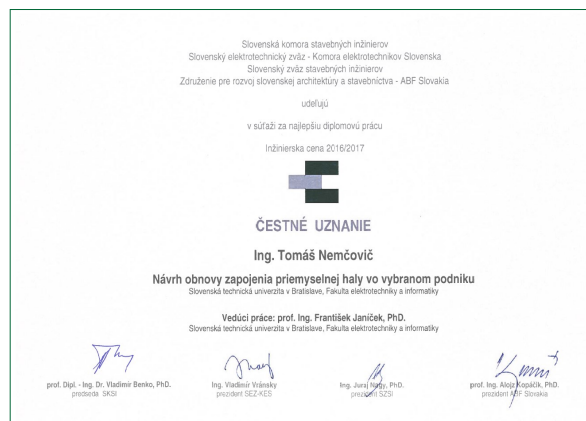 Slovenská komora stavebných inžinierov
Slovenský elektrotechnický zväz - Komora elektrotechnikov Slovenska
Slovenský zväz stavebných inžinierov
Združenie pre rozvoj slovenskej architektúry a stavebníctva - ABF Slovakia
udeľujú
v súťaži za najlepšiu diplomovú prácu
Inžinierska cena 2016/2017
ČESTNÉ UZNANIE
Ing. Tomáš Nemčovič
Návrh obnovy zapojenia priemyselnej haly vo vybranom podniku
Slovenská technická univerzita v Bratislave, Fakulta elektrotechniky a informatiky
Vedúci práce: prof. Ing. František Janíček, PhD.
Slovenská technická univerzita v Bratislave, Fakulta elektrotechniky a informatiky
prof. Dipl. - Ing. Dr. Vladimír Benko, PhD.
predseda SKSI
Ing. Vladimír Vránsky
prezident SEZ-KES
Ing. Juraj Nagy, PhD.
prezident SZSI
prof. Ing. Alojz Kopáčik, PhD.
prezident ABF Slovakia